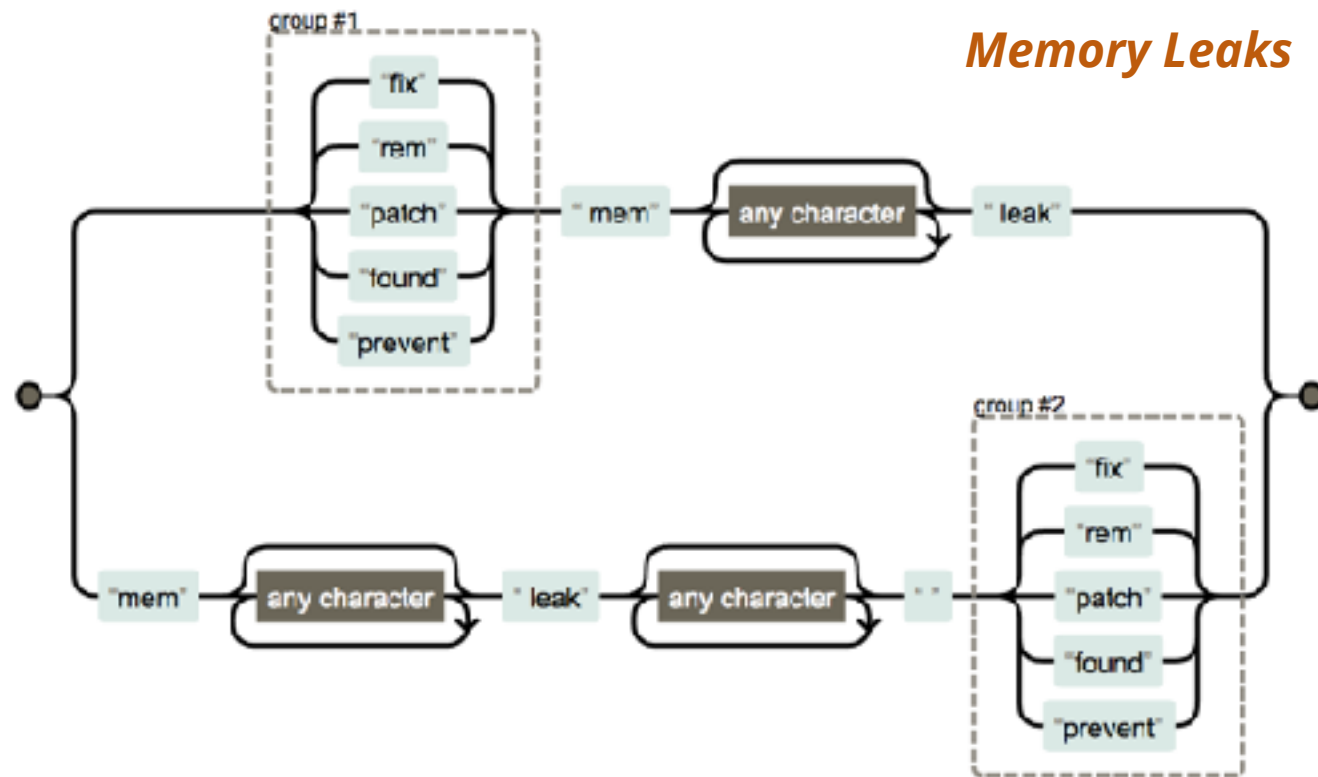 Memory Leaks
group #1
"fix"
"rem"
"patch"
"found"
"prevent"
" mem"
any character
" leak"
"mem"
any character
" leak"
any character
" "
group #2
"fix"
"rem"
"patch"
"found"
"prevent"